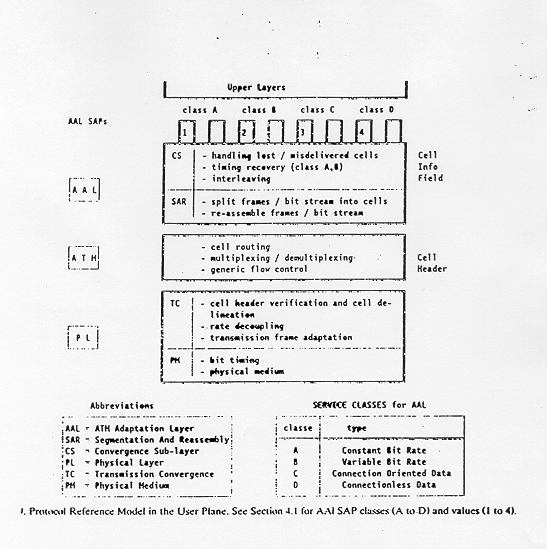 Upper Layers
class A class B class C class D
AAL SAPs
1 2 3 4
CS - handling lost / misdelivered cells
- timing recovery (class A,B)
- interleaving
Cell
Info
Field
AAL
SAR - split frames / bit stream into cells
- re-assemble frames / bit stream
- cell routing
- multiplexing / demultiplexing
- generic flow control
ATH
Cell
Header
TC - cell header verification and cell de-
lineation
- rate decoupling
- transmission frame adaptation
PL
PM - bit timing
- physical medium
Abbreviations
AAL - ATH Adaptation Layer
SAR - Segmentation And Reassembly
CS - Convergence Sub-layer
PL - Physical Layer
TC - Transmission Convergence
PM - Physical Medium
SERVICE CLASSES for AAL
classe type
A Constant Bit Rate
B Variable Bit Rate
C Connection Oriented Data
D Connectionless Data
Protocol Reference Model in the User Plane. See Section 4.1 for AAL SAP classes (A to D) and values (1 to 4).